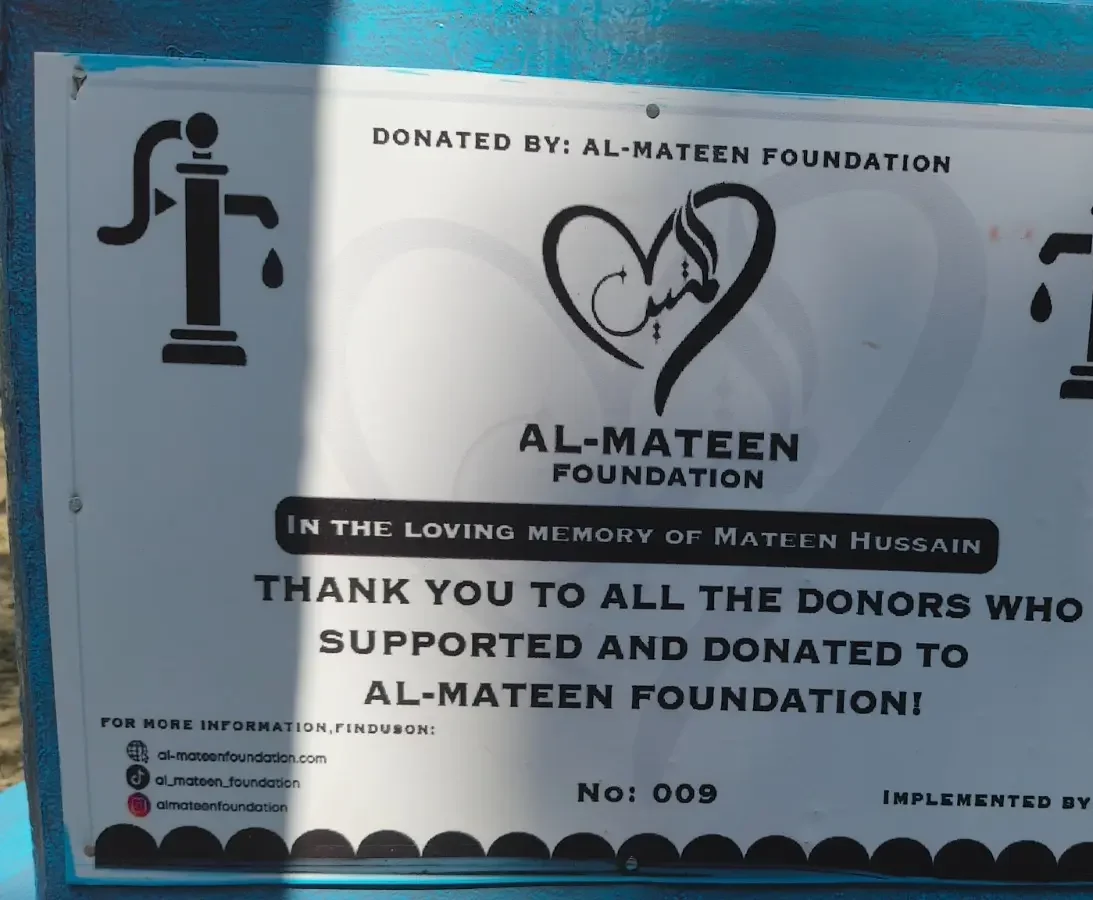 DONATED BY: AL-MATEEN FOUNDATION
المتين
AL-MATEEN
FOUNDATION
IN THE LOVING MEMORY OF MATEEN HUSSAIN
THANK YOU TO ALL THE DONORS WHO
SUPPORTED AND DONATED TO
AL-MATEEN FOUNDATION!
FOR MORE INFORMATION,FINDUSON:
al-mateenfoundation.com
al_mateen_foundation
almateenfoundation
No: 009
IMPLEMENTED BY